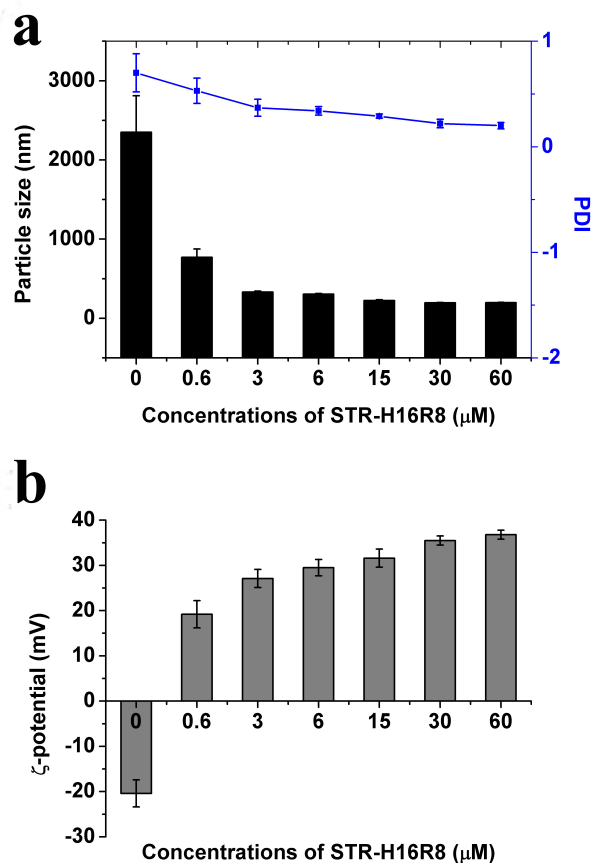 a
3000
2000
1000
0
Particle size (nm)
1
0
-1
-2
PDI
0 0.6 3 6 15 30 60
Concentrations of STR-H16R8 (μM)
b
40
30
20
10
0
-10
-20
-30
ζ-potential (mV)
0 0.6 3 6 15 30 60
Concentrations of STR-H16R8 (μM)